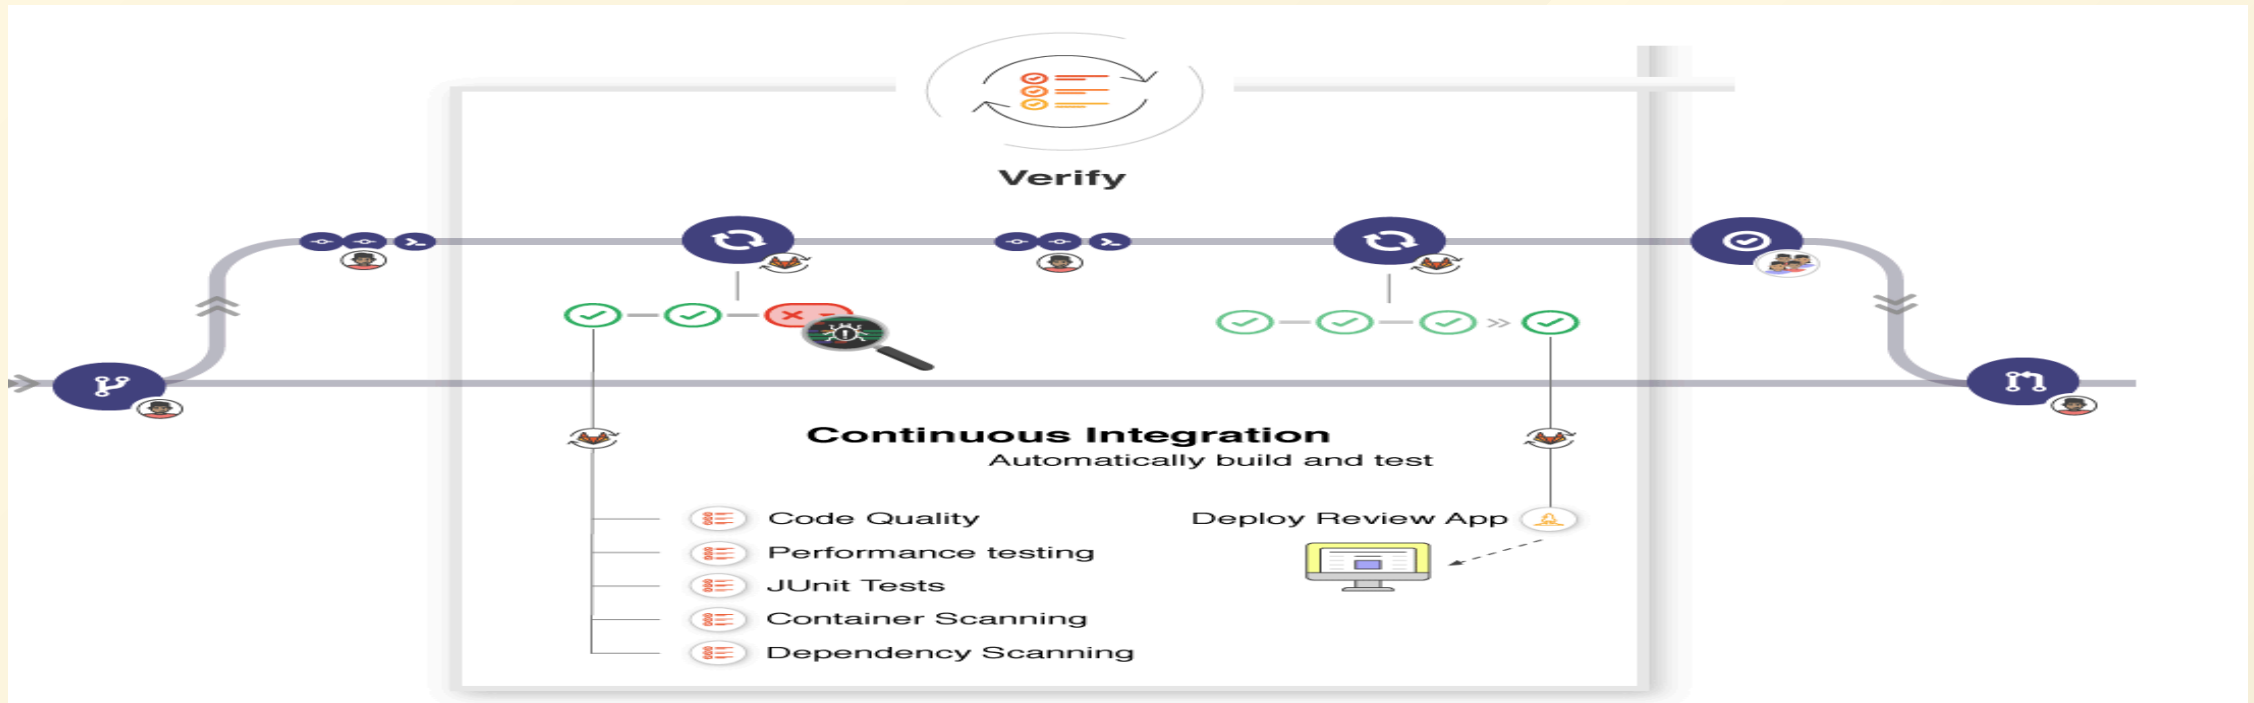 Verify
Continuous Integration
Automatically build and test
Code Quality
Performance testing
JUnit Tests
Container Scanning
Dependency Scanning
Deploy Review App